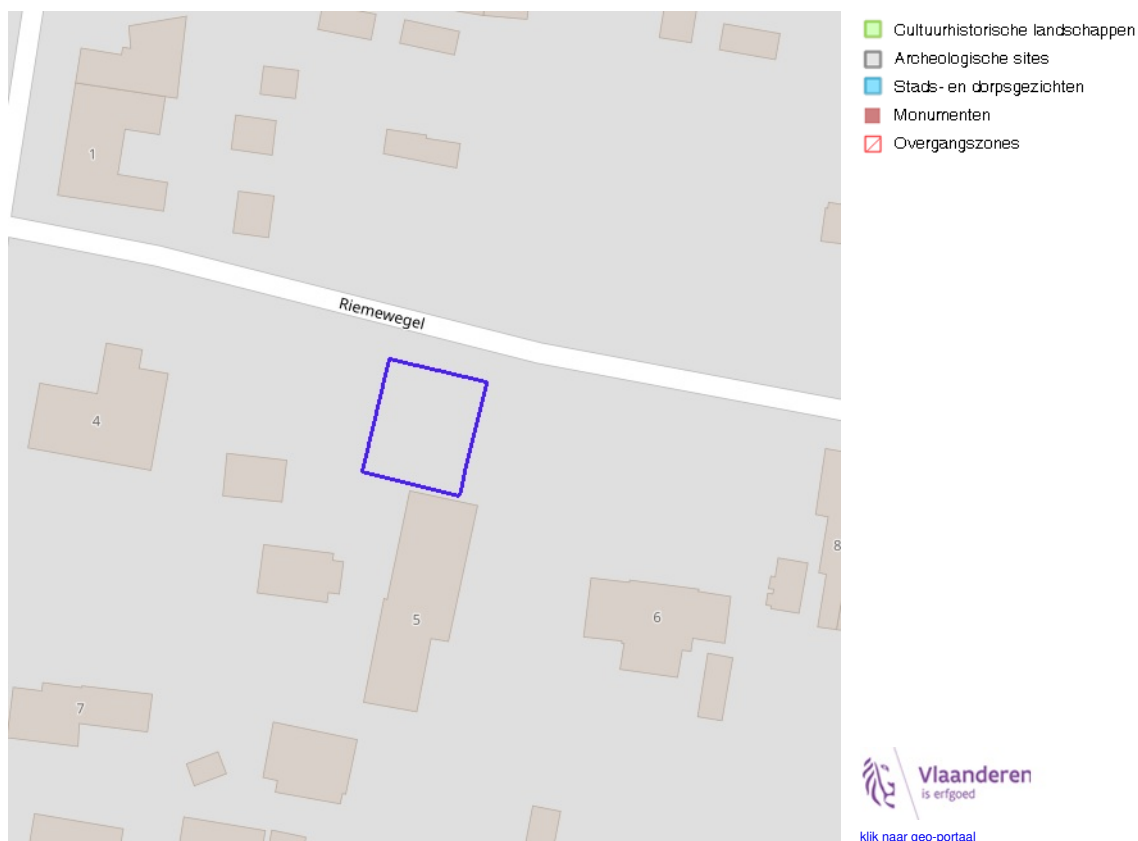 Cultuurhistorische landschappen
Archeologische sites
Stads- en dorpsgezichten
Monumenten
Overgangszones
1
Riemewegel
4
5
6
8
7
Vlaanderen
is erfgoed
klik naar geo-portaal